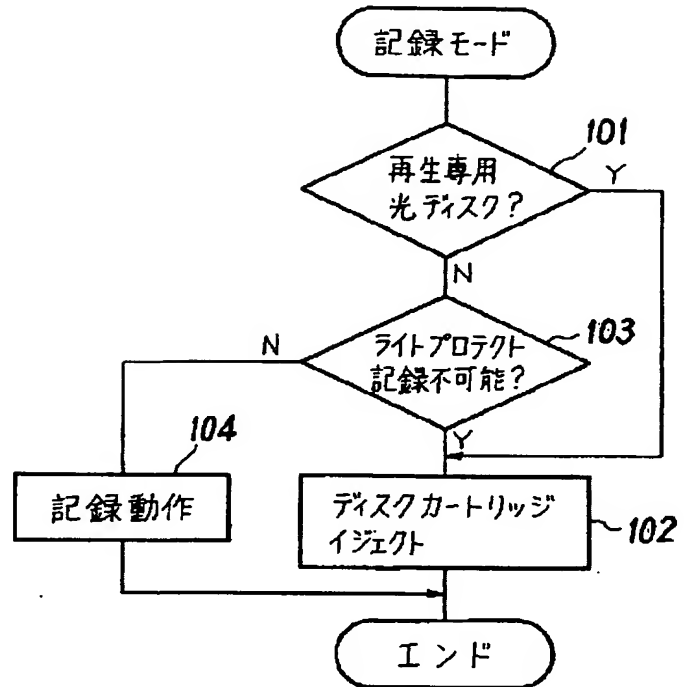 記録モード
101
再生専用
光ディスク?
Y
N
103
N
ライトプロテクト
記録不可能?
Y
104
記録動作
ディスクカートリッジ
イジェクト
102
エンド